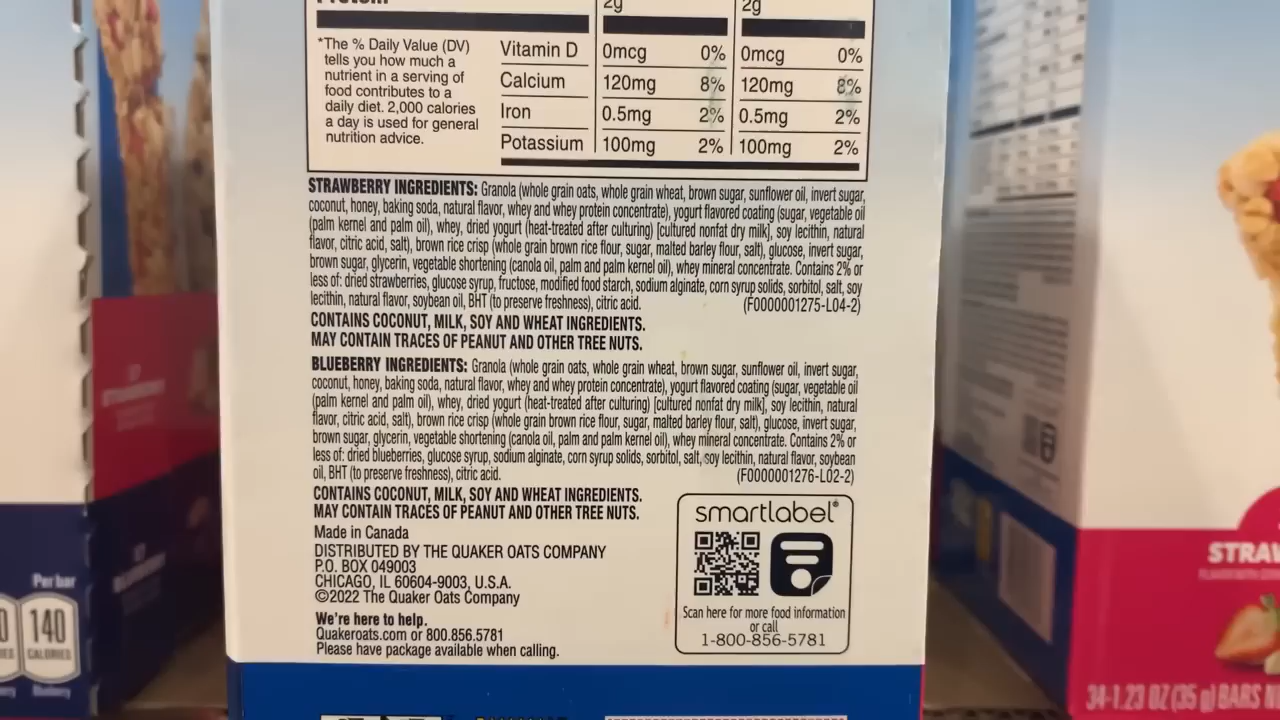 2g 2g
*The % Daily Value (DV)
tells you how much a
nutrient in a serving of
food contributes to a
daily diet. 2,000 calories
a day is used for general
nutrition advice.
Vitamin D 0mcg 0% 0mcg 0%
Calcium 120mg 8% 120mg 8%
Iron 0.5mg 2% 0.5mg 2%
Potassium 100mg 2% 100mg 2%
STRAWBERRY INGREDIENTS: Granola (whole grain oats, whole grain wheat, brown sugar, sunflower oil, invert sugar,
coconut, honey, baking soda, natural flavor, whey and whey protein concentrate), yogurt flavored coating (sugar, vegetable oil
(palm kernel and palm oil), whey, dried yogurt (heat-treated after culturing) [cultured nonfat dry milk], soy lecithin, natural
flavor, citric acid, salt), brown rice crisp (whole grain brown rice flour, sugar, malted barley flour, salt), glucose, invert sugar,
brown sugar, glycerin, vegetable shortening (canola oil, palm and palm kernel oil), whey mineral concentrate. Contains 2% or
less of: dried strawberries, glucose syrup, fructose, modified food starch, sodium alginate, corn syrup solids, sorbitol, salt, soy
lecithin, natural flavor, soybean oil, BHT (to preserve freshness), citric acid. (F0000001275-L04-2)
CONTAINS COCONUT, MILK, SOY AND WHEAT INGREDIENTS.
MAY CONTAIN TRACES OF PEANUT AND OTHER TREE NUTS.
BLUEBERRY INGREDIENTS: Granola (whole grain oats, whole grain wheat, brown sugar, sunflower oil, invert sugar,
coconut, honey, baking soda, natural flavor, whey and whey protein concentrate), yogurt flavored coating (sugar, vegetable oil
(palm kernel and palm oil), whey, dried yogurt (heat-treated after culturing) [cultured nonfat dry milk], soy lecithin, natural
flavor, citric acid, salt), brown rice crisp (whole grain brown rice flour, sugar, malted barley flour, salt), glucose, invert sugar,
brown sugar, glycerin, vegetable shortening (canola oil, palm and palm kernel oil), whey mineral concentrate. Contains 2% or
less of: dried blueberries, glucose syrup, sodium alginate, corn syrup solids, sorbitol, salt, soy lecithin, natural flavor, soybean
oil, BHT (to preserve freshness), citric acid. (F0000001276-L02-2)
CONTAINS COCONUT, MILK, SOY AND WHEAT INGREDIENTS.
MAY CONTAIN TRACES OF PEANUT AND OTHER TREE NUTS.
Made in Canada
DISTRIBUTED BY THE QUAKER OATS COMPANY
P.O. BOX 049003
CHICAGO, IL 60604-9003, U.S.A.
©2022 The Quaker Oats Company
We're here to help.
Quakeroats.com or 800.856.5781
Please have package available when calling.
smartlabel®
Scan here for more food information
or call
1-800-856-5781
Per bar
140
CALORIES
STRAW
34-1.23 OZ (35 g) BARS N